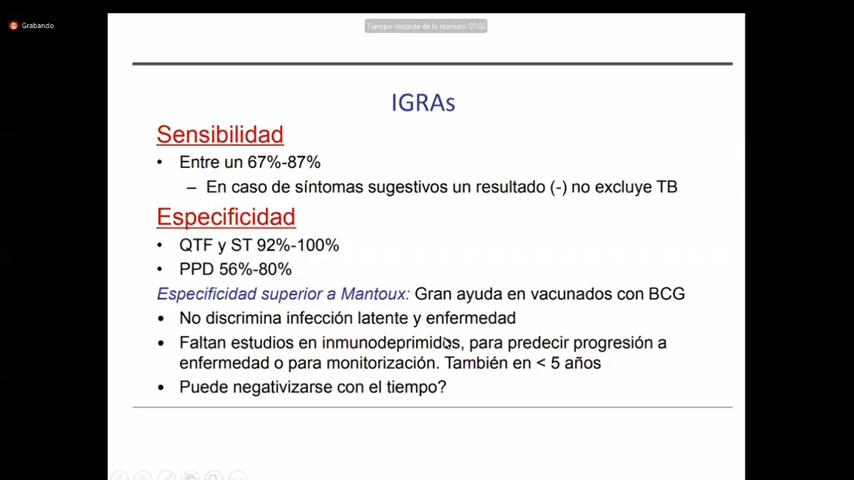 Grabando
Tiempo restante de la reunion: 07:02
IGRAs
Sensibilidad
• Entre un 67%-87%
– En caso de síntomas sugestivos un resultado (-) no excluye TB
Especificidad
• QTF y ST 92%-100%
• PPD 56%-80%
Especificidad superior a Mantoux: Gran ayuda en vacunados con BCG
• No discrimina infección latente y enfermedad
• Faltan estudios en inmunodeprimidos, para predecir progresión a
enfermedad o para monitorización. También en < 5 años
• Puede negativizarse con el tiempo?